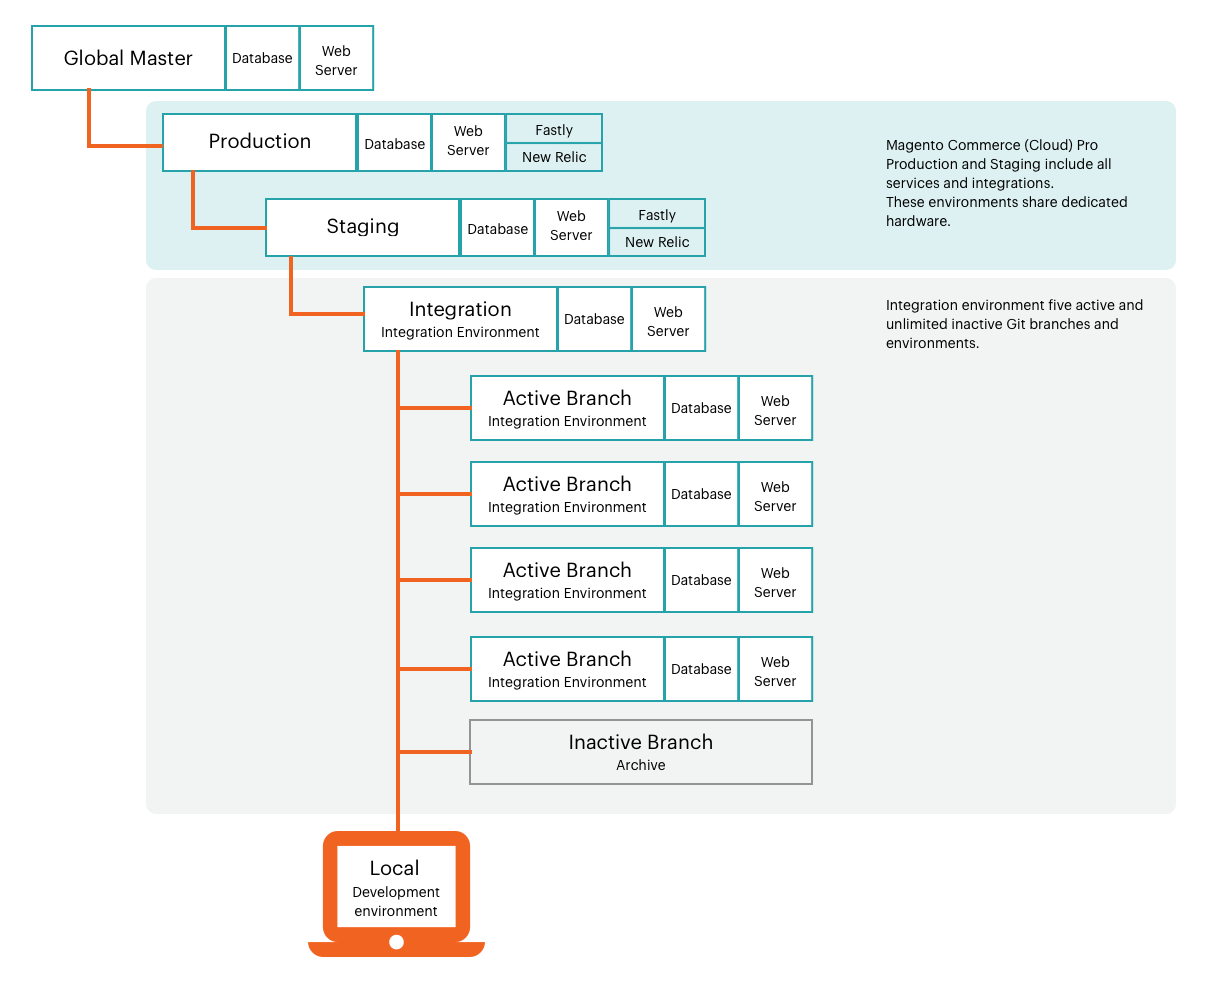 Global Master
Database
Web
Server
Production
Database
Web
Server
Fastly
New Relic
Magento Commerce (Cloud) Pro
Production and Staging include all
services and integrations.
These environments share dedicated
hardware.
Staging
Database
Web
Server
Fastly
New Relic
Integration
Integration Environment
Database
Web
Server
Integration environment five active and
unlimited inactive Git branches and
environments.
Active Branch
Integration Environment
Database
Web
Server
Active Branch
Integration Environment
Database
Web
Server
Active Branch
Integration Environment
Database
Web
Server
Active Branch
Integration Environment
Database
Web
Server
Inactive Branch
Archive
Local
Development
environment